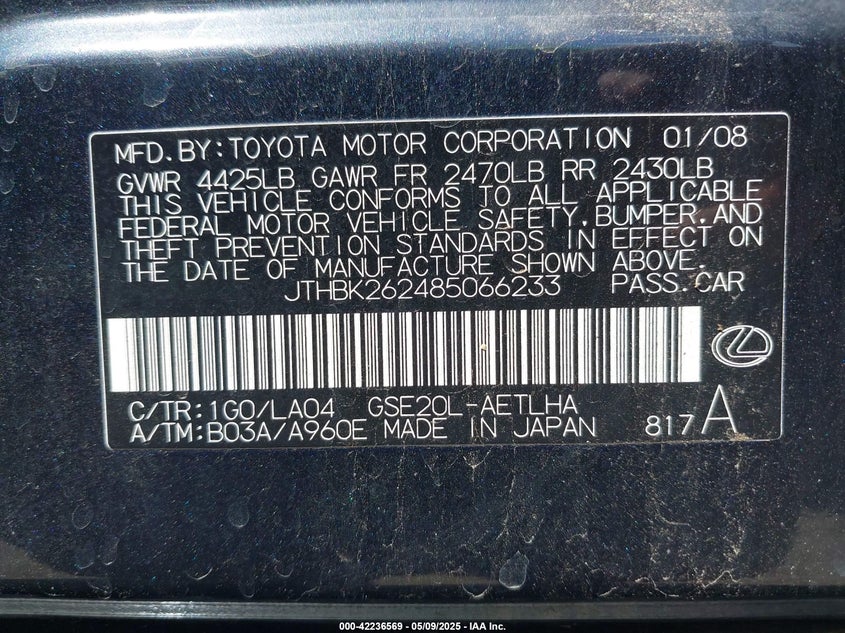 MFD.BY:TOYOTA MOTOR CORPORATION 01/08
GVWR 4425LB GAWR FR 2470LB RR 2430LB
THIS VEHICLE CONFORMS TO ALL APPLICABLE
FEDERAL MOTOR VEHICLE SAFETY,BUMPER,AND
THEFT PREVENTION STANDARDS IN EFFECT ON
THE DATE OF MANUFACTURE SHOWN ABOVE.
JTHBK262485066233 PASS.CAR
C/TR:1G0/LA04 GSE20L-AETLHA
A/TM:B03A/A960E MADE IN JAPAN 817 A
000-42236569 - 05/09/2025 - IAA Inc.